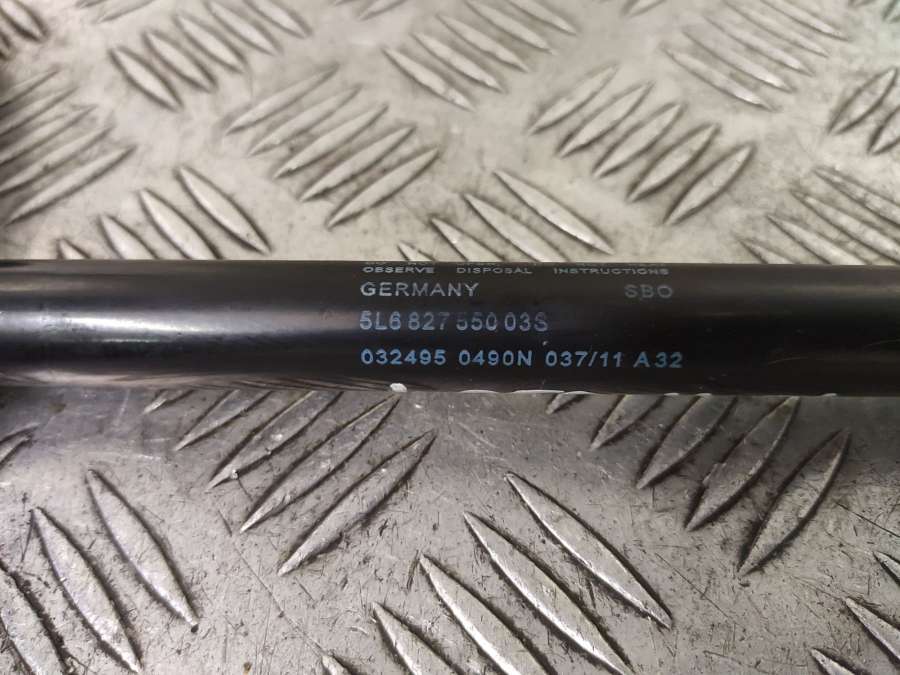 OBSERVE DISPOSAL INSTRUCTIONS
GERMANY SBO
5L6 827 550 03S
032495 0490N 037/11 A32